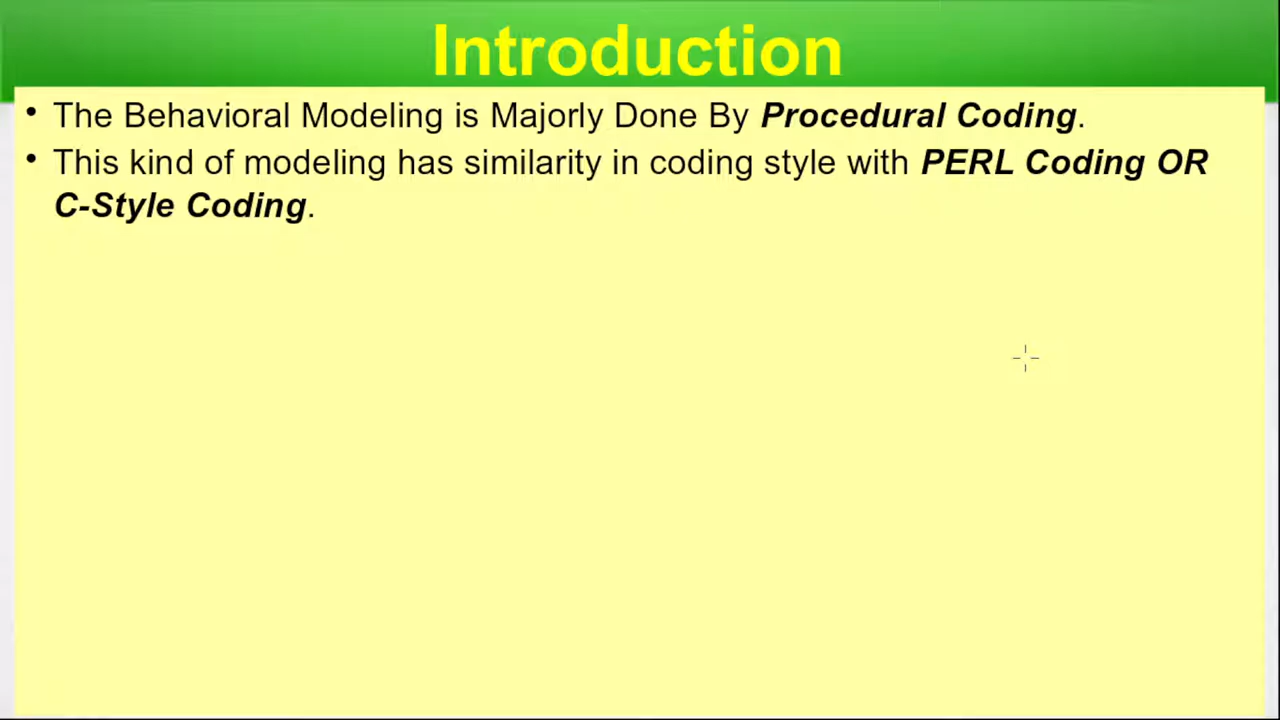 Introduction
• The Behavioral Modeling is Majorly Done By Procedural Coding.
• This kind of modeling has similarity in coding style with PERL Coding OR
C-Style Coding.